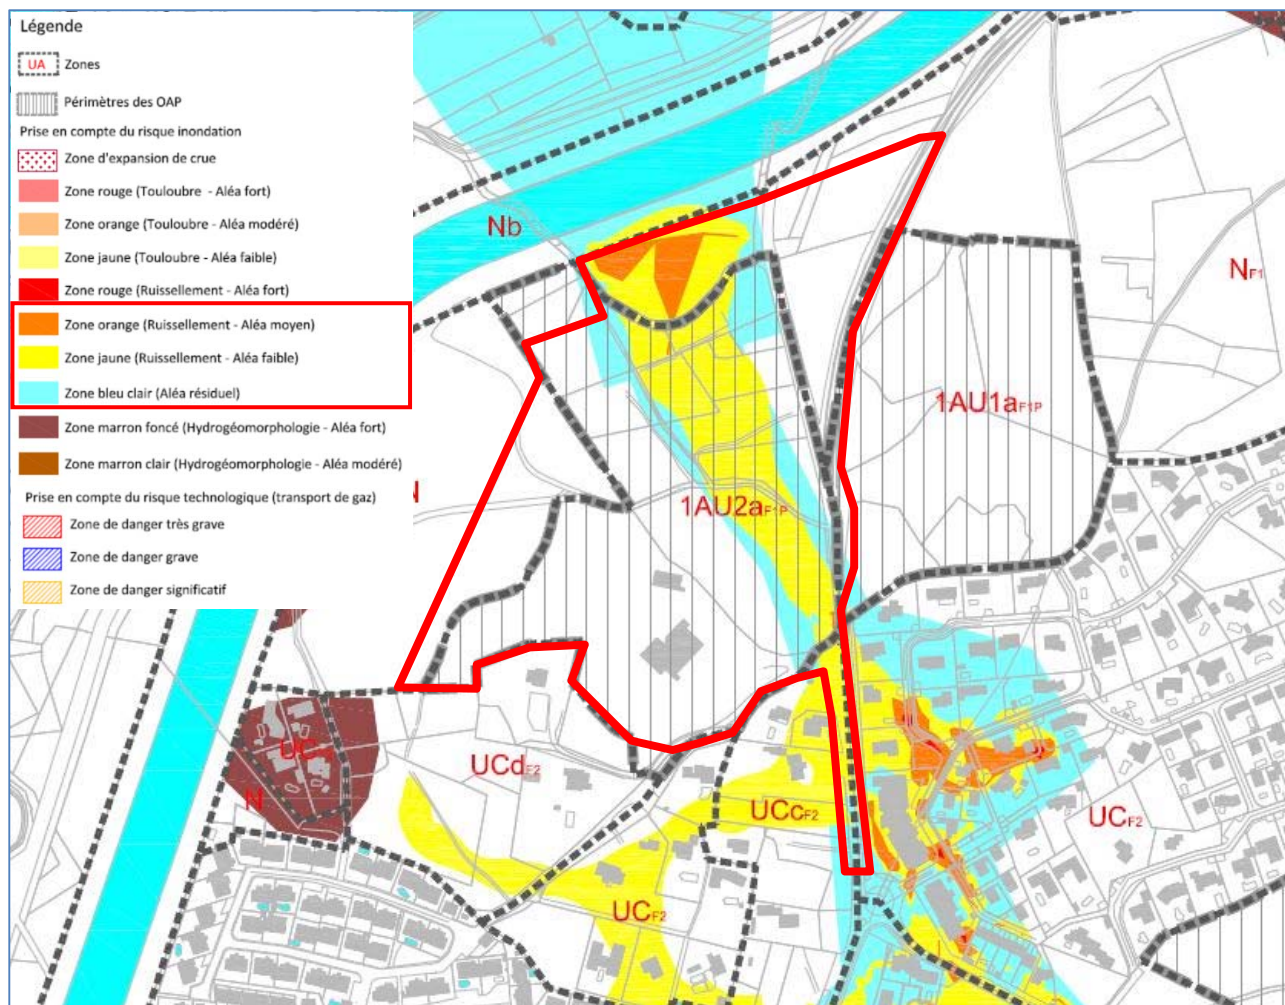 Légende
UA Zones
Périmètres des OAP
Prise en compte du risque inondation
Zone d'expansion de crue
Zone rouge (Touloubre - Aléa fort)
Zone orange (Touloubre - Aléa modéré)
Zone jaune (Touloubre - Aléa faible)
Zone rouge (Ruissellement - Aléa fort)
Zone orange (Ruissellement - Aléa moyen)
Zone jaune (Ruissellement - Aléa faible)
Zone bleu clair (Aléa résiduel)
Zone marron foncé (Hydrogéomorphologie - Aléa fort)
Zone marron clair (Hydrogéomorphologie - Aléa modéré)
Prise en compte du risque technologique (transport de gaz)
Zone de danger très grave
Zone de danger grave
Zone de danger significatif
Nb
NF1
1AU1aF1P
1AU2aF1P
UCdF2
UCcF2
UCF2
UC
N
UCF2